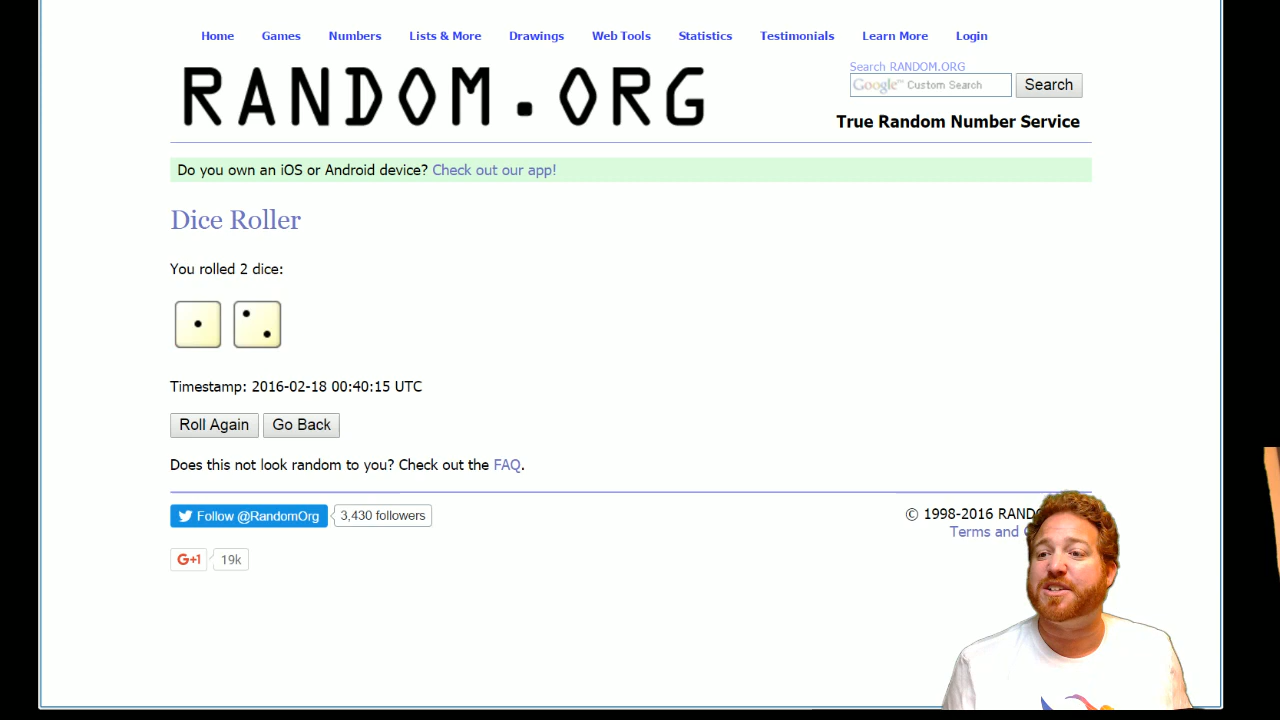 Home Games Numbers Lists & More Drawings Web Tools Statistics Testimonials Learn More Login
RANDOM.ORG
Search RANDOM.ORG
Google™ Custom Search Search
True Random Number Service
Do you own an iOS or Android device? Check out our app!
Dice Roller
You rolled 2 dice:
Timestamp: 2016-02-18 00:40:15 UTC
Roll Again Go Back
Does this not look random to you? Check out the FAQ.
Follow @RandomOrg 3,430 followers
© 1998-2016
Terms and
G+1 19k